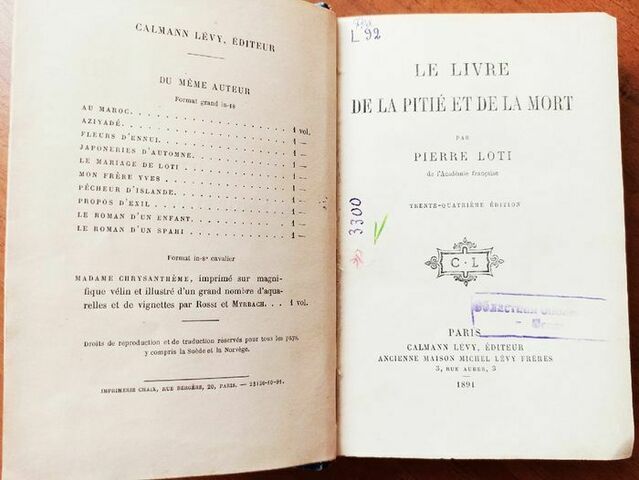 CALMANN LÉVY, ÉDITEUR
DU MÊME AUTEUR
Format grand in-18
AU MAROC. . . . . . . . . . . . . . . . 1 vol.
AZIYADÉ . . . . . . . . . . . . . . . . 1 —
FLEURS D'ENNUI. . . . . . . . . . . . . 1 —
JAPONERIES D'AUTOMNE. . . . . . . . . . 1 —
LE MARIAGE DE LOTI . . . . . . . . . . . 1 —
MON FRÈRE YVES . . . . . . . . . . . . . 1 —
PÊCHEUR D'ISLANDE. . . . . . . . . . . . 1 —
PROPOS D'EXIL . . . . . . . . . . . . . 1 —
LE ROMAN D'UN ENFANT. . . . . . . . . . 1 —
LE ROMAN D'UN SPAHI . . . . . . . . . . 1 —
Format in-8° cavalier
MADAME CHRYSANTHÈME, imprimé sur magni-
fique vélin et illustré d'un grand nombre d'aqua-
relles et de vignettes par ROSSI et MYRBACH. . . 1 vol.
Droits de reproduction et de traduction réservés pour tous les pays,
y compris la Suède et la Norvège.
IMPRIMERIE CHAIX, RUE BERGÈRE, 20, PARIS.
L 92
LE LIVRE
DE LA PITIÉ ET DE LA MORT
PAR
PIERRE LOTI
de l'Académie française
TRENTE-QUATRIÈME ÉDITION
3300
C·L
PARIS
CALMANN LÉVY, ÉDITEUR
ANCIENNE MAISON MICHEL LÉVY FRÈRES
3, RUE AUBER, 3
1891